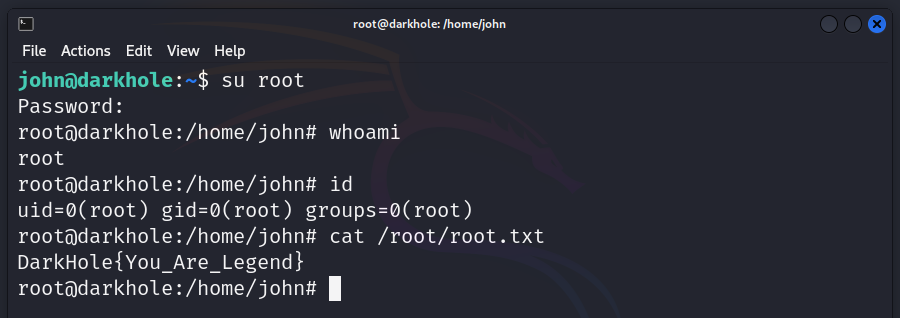 root@darkhole: /home/john
File Actions Edit View Help
john@darkhole:~$ su root
Password:
root@darkhole:/home/john# whoami
root
root@darkhole:/home/john# id
uid=0(root) gid=0(root) groups=0(root)
root@darkhole:/home/john# cat /root/root.txt
DarkHole{You_Are_Legend}
root@darkhole:/home/john#